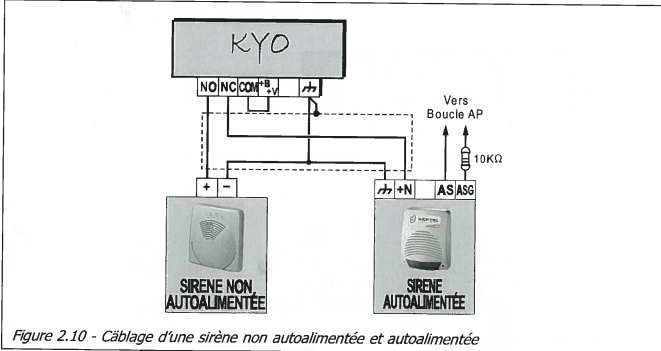 KYO
NO NC COM +B +V
Vers
Boucle AP
10KΩ
+ -
+N AS ASG
SIRENE NON
AUTOALIMENTÉE
SIRENE
AUTOALIMENTÉE
Figure 2.10 - Câblage d'une sirène non autoalimentée et autoalimentée